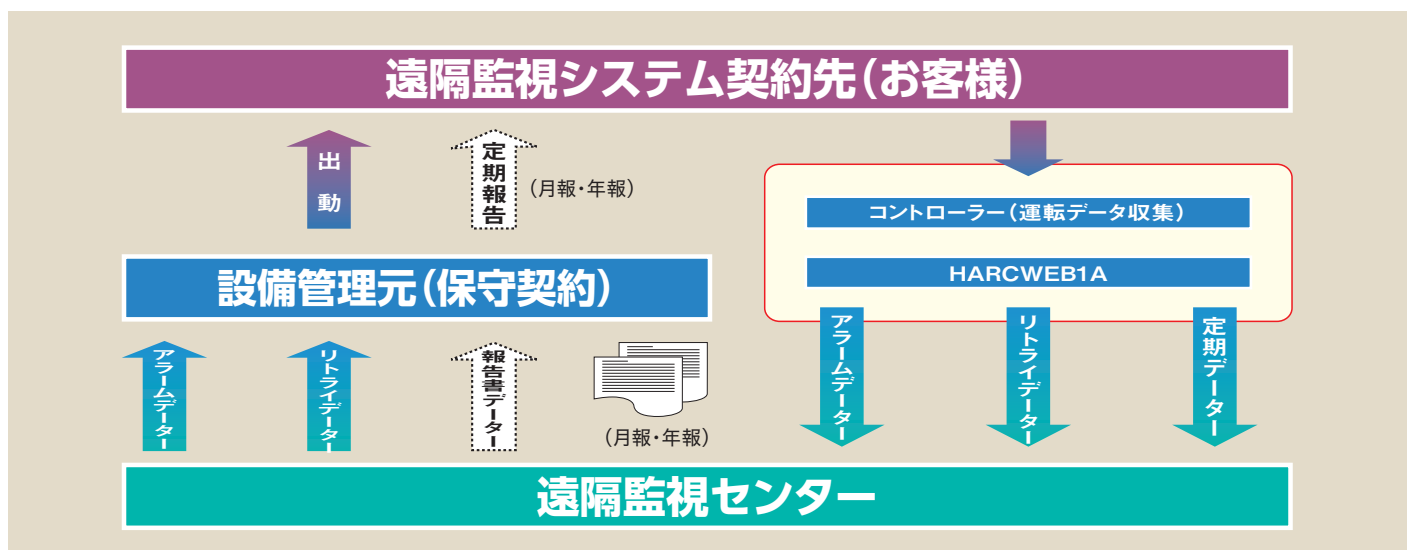 遠隔監視システム契約先（お客様）
出動
定期報告
（月報・年報）
コントローラー（運転データ収集）
HARCWEB1A
設備管理元（保守契約）
アラームデーター
リトライデーター
報告書データー
（月報・年報）
アラームデーター
リトライデーター
定期データー
遠隔監視センター